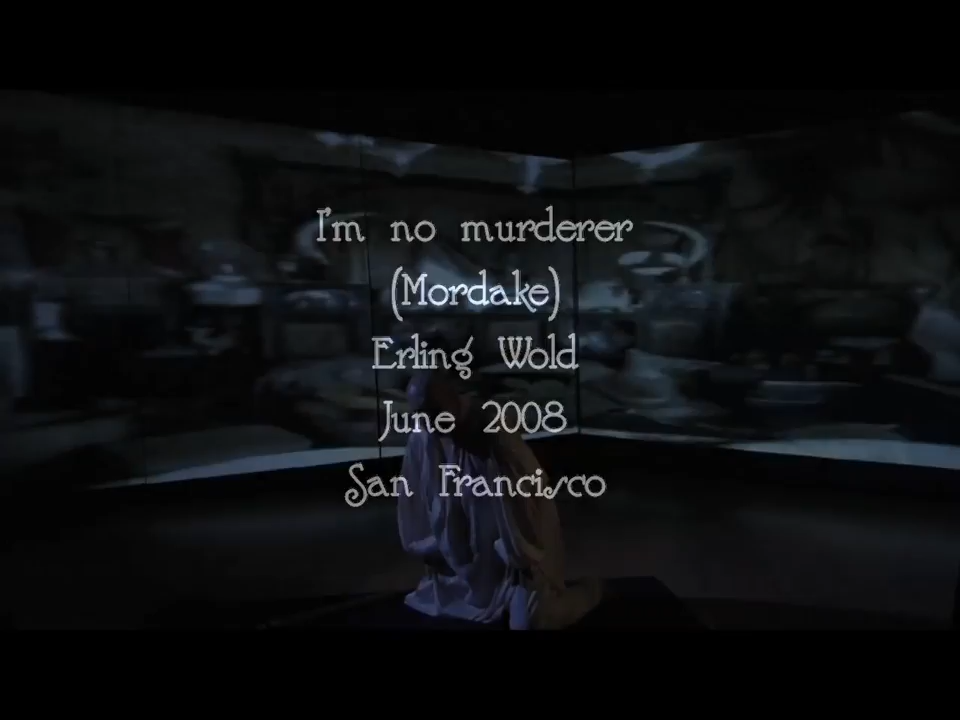 I'm no murderer
(Mordake)
Erling Wold
June 2008
San Francisco